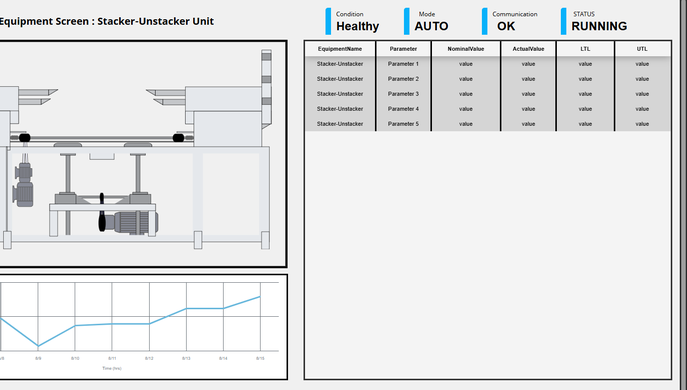 Equipment Screen : Stacker-Unstacker Unit
Condition Mode Communication STATUS
Healthy AUTO OK RUNNING
EquipmentName Parameter NominalValue ActualValue LTL UTL
Stacker-Unstacker Parameter 1 value value value value
Stacker-Unstacker Parameter 2 value value value value
Stacker-Unstacker Parameter 3 value value value value
Stacker-Unstacker Parameter 4 value value value value
Stacker-Unstacker Parameter 5 value value value value
8/9 8/10 8/11 8/12 8/13 8/14 8/15
Time (hrs)